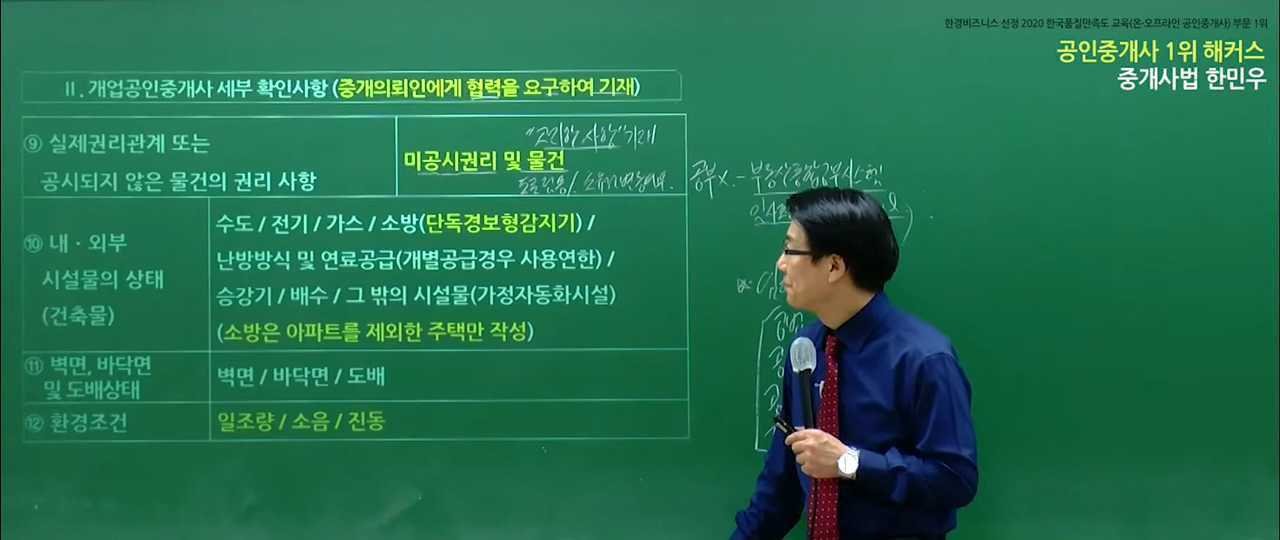 한경비즈니스 선정 2020 한국품질만족도 교육(온·오프라인 공인중개사) 부문 1위
공인중개사 1위 해커스
중개사법 한민우
Ⅱ. 개업공인중개사 세부 확인사항 (중개의뢰인에게 협력을 요구하여 기재)
⑨ 실제권리관계 또는
공시되지 않은 물건의 권리 사항
기재
미공시권리 및 물건
공부X.
⑩ 내·외부
시설물의 상태
(건축물)
수도 / 전기 / 가스 / 소방(단독경보형감지기) /
난방방식 및 연료공급(개별공급경우 사용연한) /
승강기 / 배수 / 그 밖의 시설물(가정자동화시설)
(소방은 아파트를 제외한 주택만 작성)
⑪ 벽면, 바닥면
및 도배상태
벽면 / 바닥면 / 도배
⑫ 환경조건
일조량 / 소음 / 진동